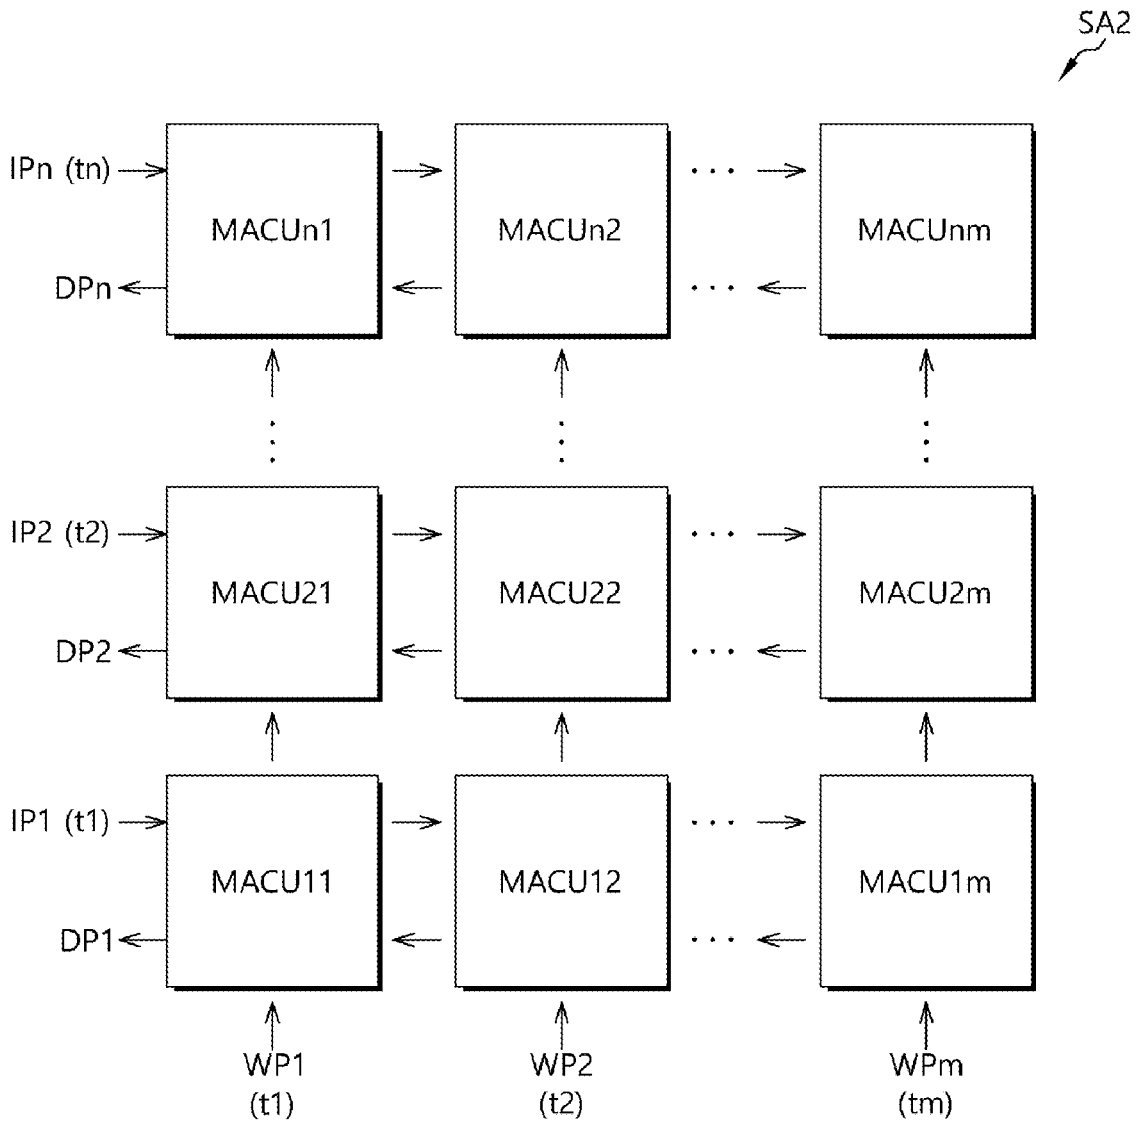 SA2
IPn (tn)
MACUn1
MACUn2
MACUnm
DPn
IP2 (t2)
MACU21
MACU22
MACU2m
DP2
IP1 (t1)
MACU11
MACU12
MACU1m
DP1
WP1
(t1)
WP2
(t2)
WPm
(tm)